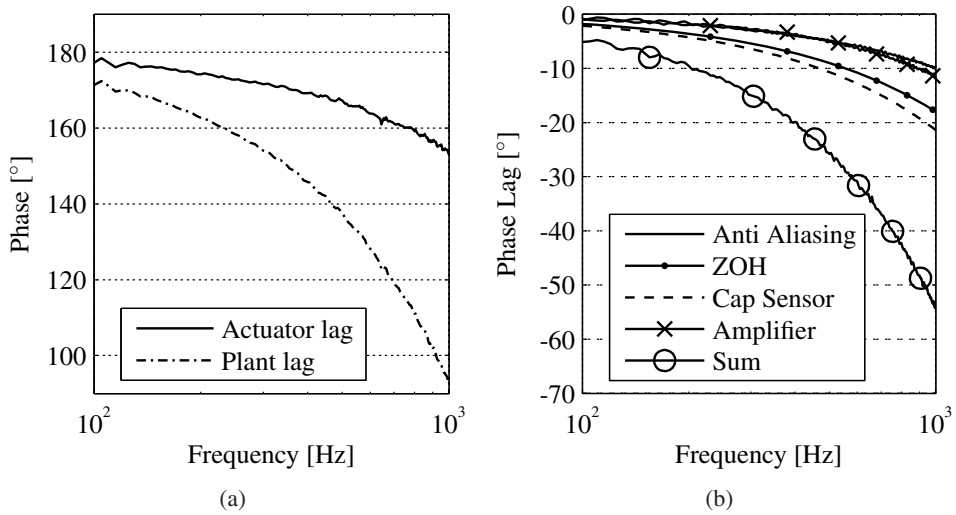 180
160
140
120
100
Phase [°]
Actuator lag
Plant lag
10²
10³
Frequency [Hz]
(a)
0
-10
-20
-30
-40
-50
-60
-70
Phase Lag [°]
Anti Aliasing
ZOH
Cap Sensor
Amplifier
Sum
10²
10³
Frequency [Hz]
(b)